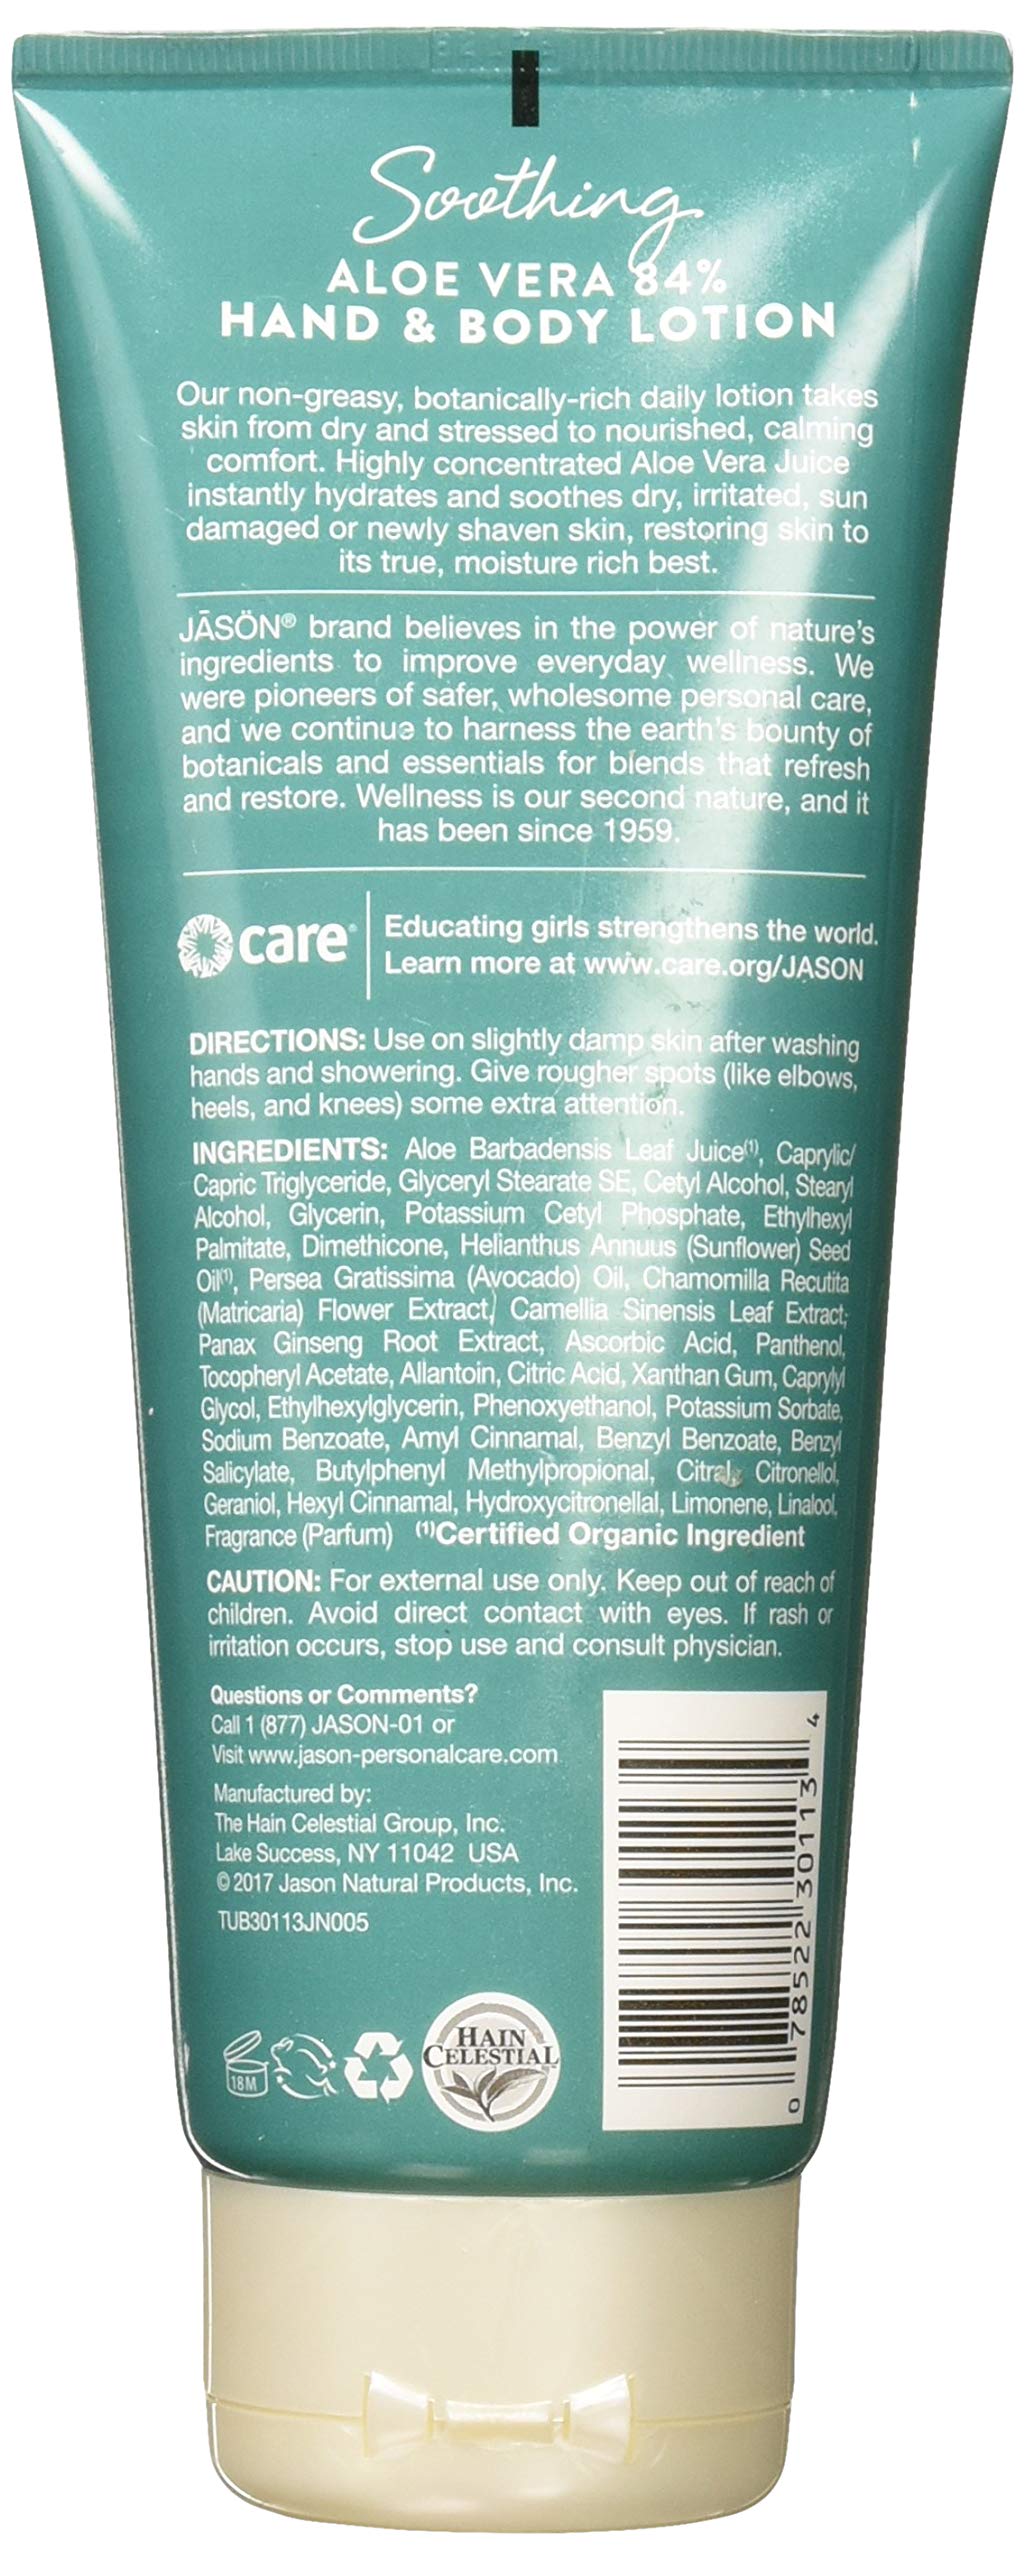 Soothing
ALOE VERA 84%
HAND & BODY LOTION
Our non-greasy, botanically-rich daily lotion takes
skin from dry and stressed to nourished, calming
comfort. Highly concentrated Aloe Vera Juice
instantly hydrates and soothes dry, irritated, sun
damaged or newly shaven skin, restoring skin to
its true, moisture rich best.
JĀSÖN® brand believes in the power of nature's
ingredients to improve everyday wellness. We
were pioneers of safer, wholesome personal care,
and we continue to harness the earth's bounty of
botanicals and essentials for blends that refresh
and restore. Wellness is our second nature, and it
has been since 1959.
care®
Educating girls strengthens the world.
Learn more at www.care.org/JASON
DIRECTIONS: Use on slightly damp skin after washing
hands and showering. Give rougher spots (like elbows,
heels, and knees) some extra attention.
INGREDIENTS: Aloe Barbadensis Leaf Juice(1), Caprylic/
Capric Triglyceride, Glyceryl Stearate SE, Cetyl Alcohol, Stearyl
Alcohol, Glycerin, Potassium Cetyl Phosphate, Ethylhexyl
Palmitate, Dimethicone, Helianthus Annuus (Sunflower) Seed
Oil(1), Persea Gratissima (Avocado) Oil, Chamomilla Recutita
(Matricaria) Flower Extract, Camellia Sinensis Leaf Extract,
Panax Ginseng Root Extract, Ascorbic Acid, Panthenol,
Tocopheryl Acetate, Allantoin, Citric Acid, Xanthan Gum, Caprylyl
Glycol, Ethylhexylglycerin, Phenoxyethanol, Potassium Sorbate,
Sodium Benzoate, Amyl Cinnamal, Benzyl Benzoate, Benzyl
Salicylate, Butylphenyl Methylpropional, Citral, Citronellol,
Geraniol, Hexyl Cinnamal, Hydroxycitronellal, Limonene, Linalool,
Fragrance (Parfum) (1)Certified Organic Ingredient
CAUTION: For external use only. Keep out of reach of
children. Avoid direct contact with eyes. If rash or
irritation occurs, stop use and consult physician.
Questions or Comments?
Call 1 (877) JASON-01 or
Visit www.jason-personalcare.com
Manufactured by:
The Hain Celestial Group, Inc.
Lake Success, NY 11042 USA
© 2017 Jason Natural Products, Inc.
TUB30113JN005
18M
HAIN
CELESTIAL
0 78522 30113 4